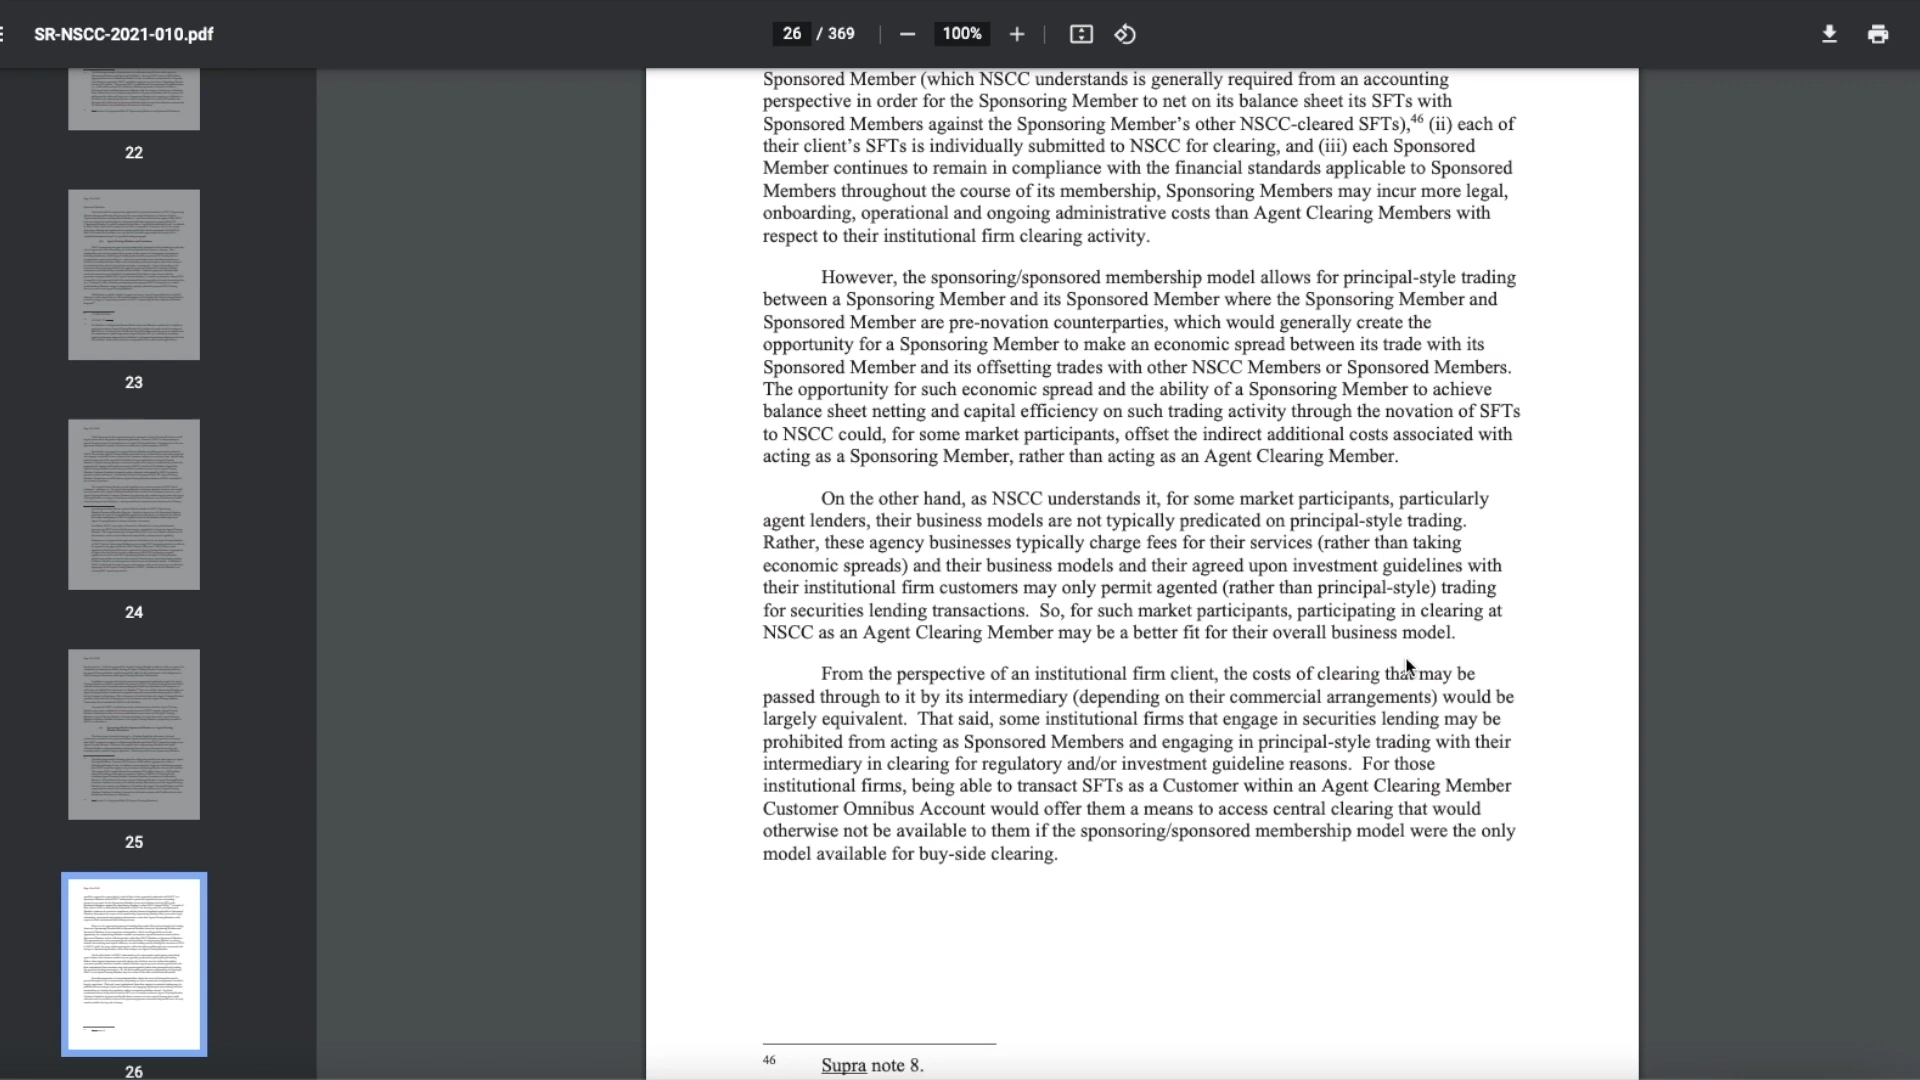 SR-NSCC-2021-010.pdf
26 / 369
100%
22
23
24
25
26
Sponsored Member (which NSCC understands is generally required from an accounting
perspective in order for the Sponsoring Member to net on its balance sheet its SFTs with
Sponsored Members against the Sponsoring Member’s other NSCC-cleared SFTs),46 (ii) each of
their client’s SFTs is individually submitted to NSCC for clearing, and (iii) each Sponsored
Member continues to remain in compliance with the financial standards applicable to Sponsored
Members throughout the course of its membership, Sponsoring Members may incur more legal,
onboarding, operational and ongoing administrative costs than Agent Clearing Members with
respect to their institutional firm clearing activity.
However, the sponsoring/sponsored membership model allows for principal-style trading
between a Sponsoring Member and its Sponsored Member where the Sponsoring Member and
Sponsored Member are pre-novation counterparties, which would generally create the
opportunity for a Sponsoring Member to make an economic spread between its trade with its
Sponsored Member and its offsetting trades with other NSCC Members or Sponsored Members.
The opportunity for such economic spread and the ability of a Sponsoring Member to achieve
balance sheet netting and capital efficiency on such trading activity through the novation of SFTs
to NSCC could, for some market participants, offset the indirect additional costs associated with
acting as a Sponsoring Member, rather than acting as an Agent Clearing Member.
On the other hand, as NSCC understands it, for some market participants, particularly
agent lenders, their business models are not typically predicated on principal-style trading.
Rather, these agency businesses typically charge fees for their services (rather than taking
economic spreads) and their business models and their agreed upon investment guidelines with
their institutional firm customers may only permit agented (rather than principal-style) trading
for securities lending transactions.  So, for such market participants, participating in clearing at
NSCC as an Agent Clearing Member may be a better fit for their overall business model.
From the perspective of an institutional firm client, the costs of clearing that may be
passed through to it by its intermediary (depending on their commercial arrangements) would be
largely equivalent.  That said, some institutional firms that engage in securities lending may be
prohibited from acting as Sponsored Members and engaging in principal-style trading with their
intermediary in clearing for regulatory and/or investment guideline reasons.  For those
institutional firms, being able to transact SFTs as a Customer within an Agent Clearing Member
Customer Omnibus Account would offer them a means to access central clearing that would
otherwise not be available to them if the sponsoring/sponsored membership model were the only
model available for buy-side clearing.
46 Supra note 8.